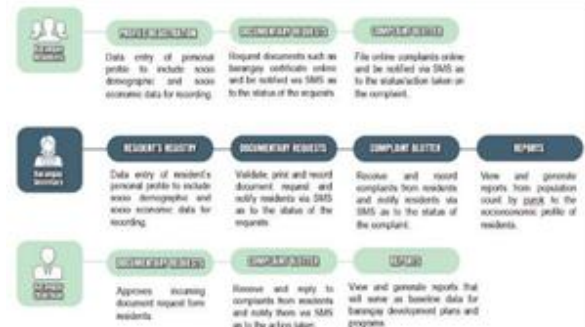 PROFILE REGISTRATION
DOCUMENTARY REQUESTS
COMPLAINT BLOTTER
Barangay
Residents
Data entry of personal
profile to include socio
demographic and socio
economic data for recording.
Request documents such as
barangay certificate online
and be notified via SMS as
to the status of the requests
File online complaints online
and be notified via SMS as
to the status/action taken on
the complaint.
RESIDENT'S REGISTRY
DOCUMENTARY REQUESTS
COMPLAINT BLOTTER
REPORTS
Barangay
Secretary
Data entry of resident's
personal profile to include
socio demographic and
socio economic data for
recording.
Validate, print and record
document request and
notify residents via SMS
as to the status of the
requests
Receive and record
complaints from residents
and notify residents via
SMS as to the status of
the complaint.
View and generate
reports from population
count by purok to the
socioeconomic profile of
residents.
DOCUMENTARY REQUESTS
COMPLAINT BLOTTER
REPORTS
Approves incoming
document request form
residents.
Receive and reply to
complaints from residents
and notify them via SMS
as to the action taken
View and generate reports that
will serve as baseline data for
barangay development plans and
programs